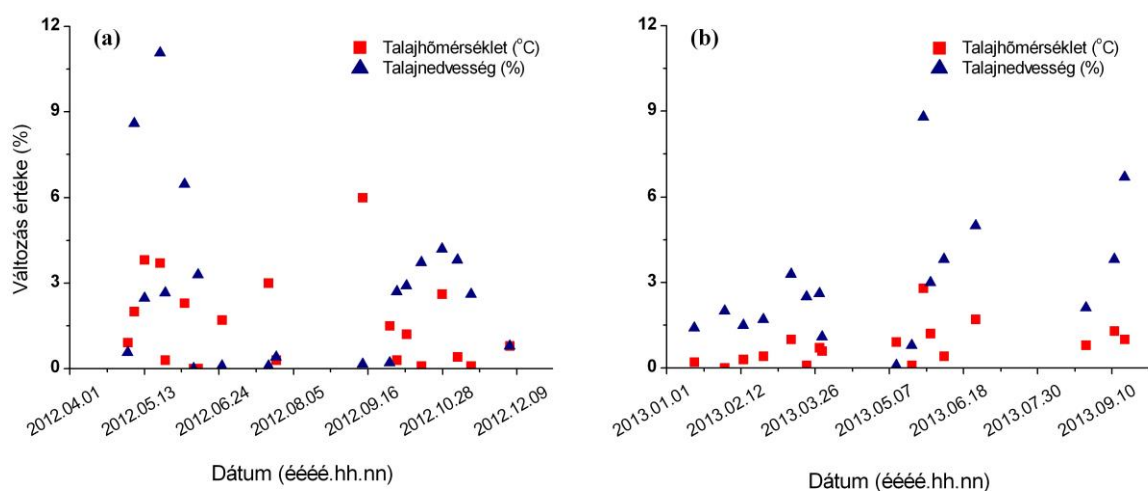 (a)
Talajhõmérséklet (°C)
Talajnedvesség (%)
Változás értéke (%)
12
9
6
3
0
2012.04.01
2012.05.13
2012.06.24
2012.08.05
2012.09.16
2012.10.28
2012.12.09
Dátum (éééé.hh.nn)
(b)
Talajhõmérséklet (°C)
Talajnedvesség (%)
12
9
6
3
0
2013.01.01
2013.02.12
2013.03.26
2013.05.07
2013.06.18
2013.07.30
2013.09.10
Dátum (éééé.hh.nn)